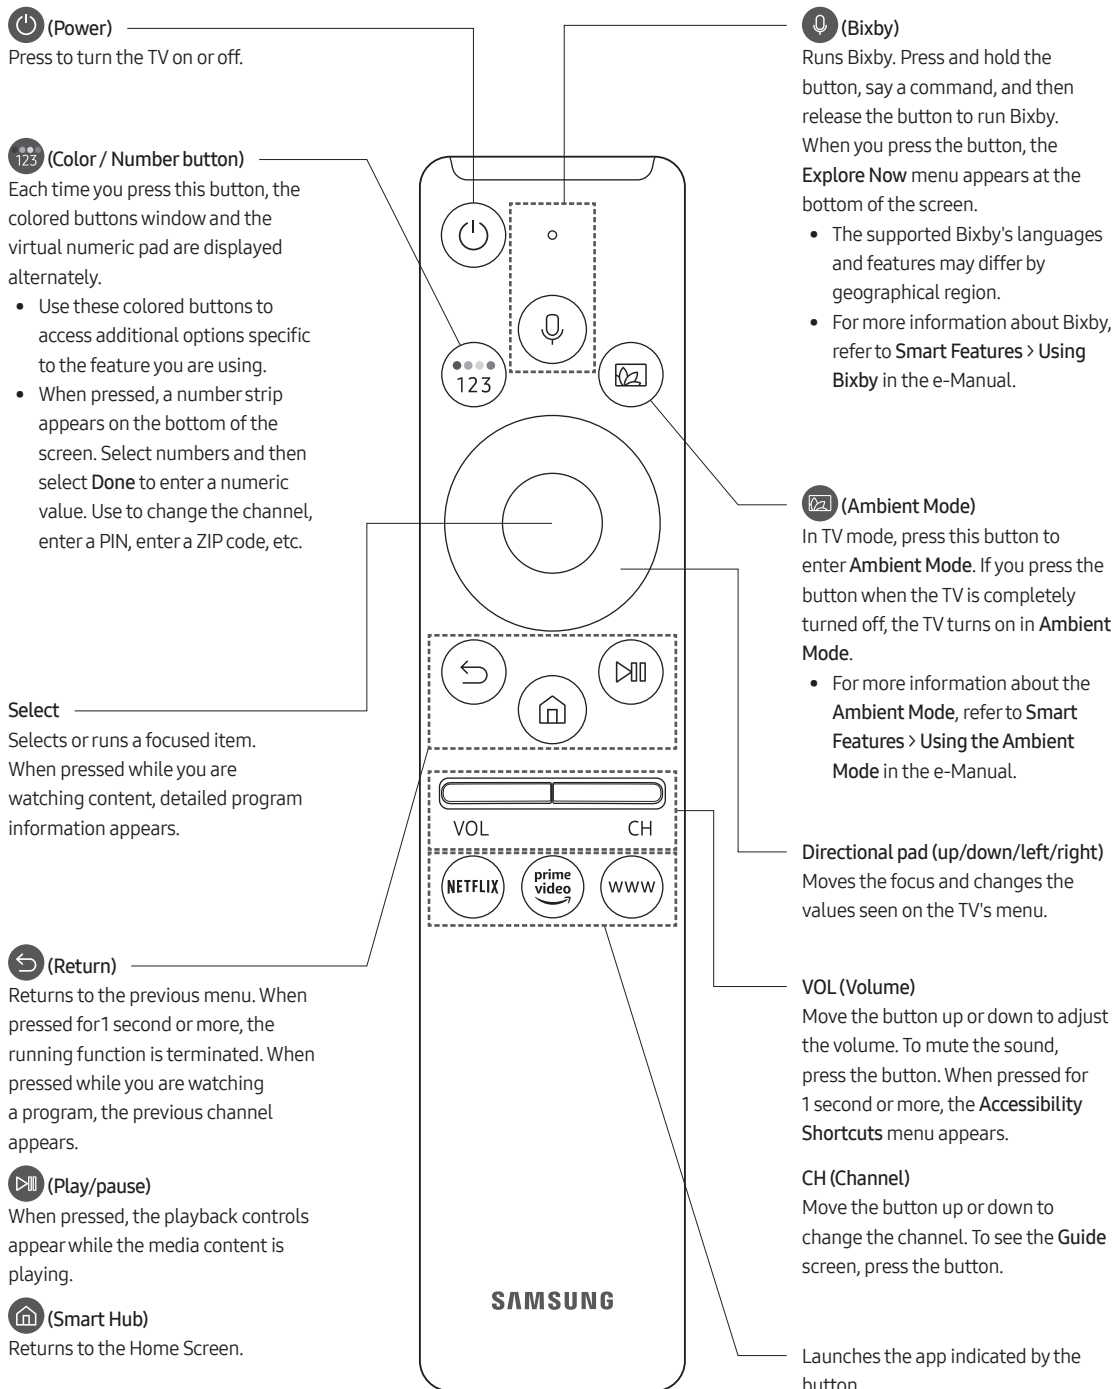 (Power)
Press to turn the TV on or off.
123 (Color / Number button)
Each time you press this button, the
colored buttons window and the
virtual numeric pad are displayed
alternately.
• Use these colored buttons to
access additional options specific
to the feature you are using.
• When pressed, a number strip
appears on the bottom of the
screen. Select numbers and then
select Done to enter a numeric
value. Use to change the channel,
enter a PIN, enter a ZIP code, etc.
Select
Selects or runs a focused item.
When pressed while you are
watching content, detailed program
information appears.
(Return)
Returns to the previous menu. When
pressed for 1 second or more, the
running function is terminated. When
pressed while you are watching
a program, the previous channel
appears.
(Play/pause)
When pressed, the playback controls
appear while the media content is
playing.
(Smart Hub)
Returns to the Home Screen.
123
VOL
CH
NETFLIX
prime
video
WWW
SAMSUNG
(Bixby)
Runs Bixby. Press and hold the
button, say a command, and then
release the button to run Bixby.
When you press the button, the
Explore Now menu appears at the
bottom of the screen.
• The supported Bixby's languages
and features may differ by
geographical region.
• For more information about Bixby,
refer to Smart Features > Using
Bixby in the e-Manual.
(Ambient Mode)
In TV mode, press this button to
enter Ambient Mode. If you press the
button when the TV is completely
turned off, the TV turns on in Ambient
Mode.
• For more information about the
Ambient Mode, refer to Smart
Features > Using the Ambient
Mode in the e-Manual.
Directional pad (up/down/left/right)
Moves the focus and changes the
values seen on the TV's menu.
VOL (Volume)
Move the button up or down to adjust
the volume. To mute the sound,
press the button. When pressed for
1 second or more, the Accessibility
Shortcuts menu appears.
CH (Channel)
Move the button up or down to
change the channel. To see the Guide
screen, press the button.
Launches the app indicated by the
button.